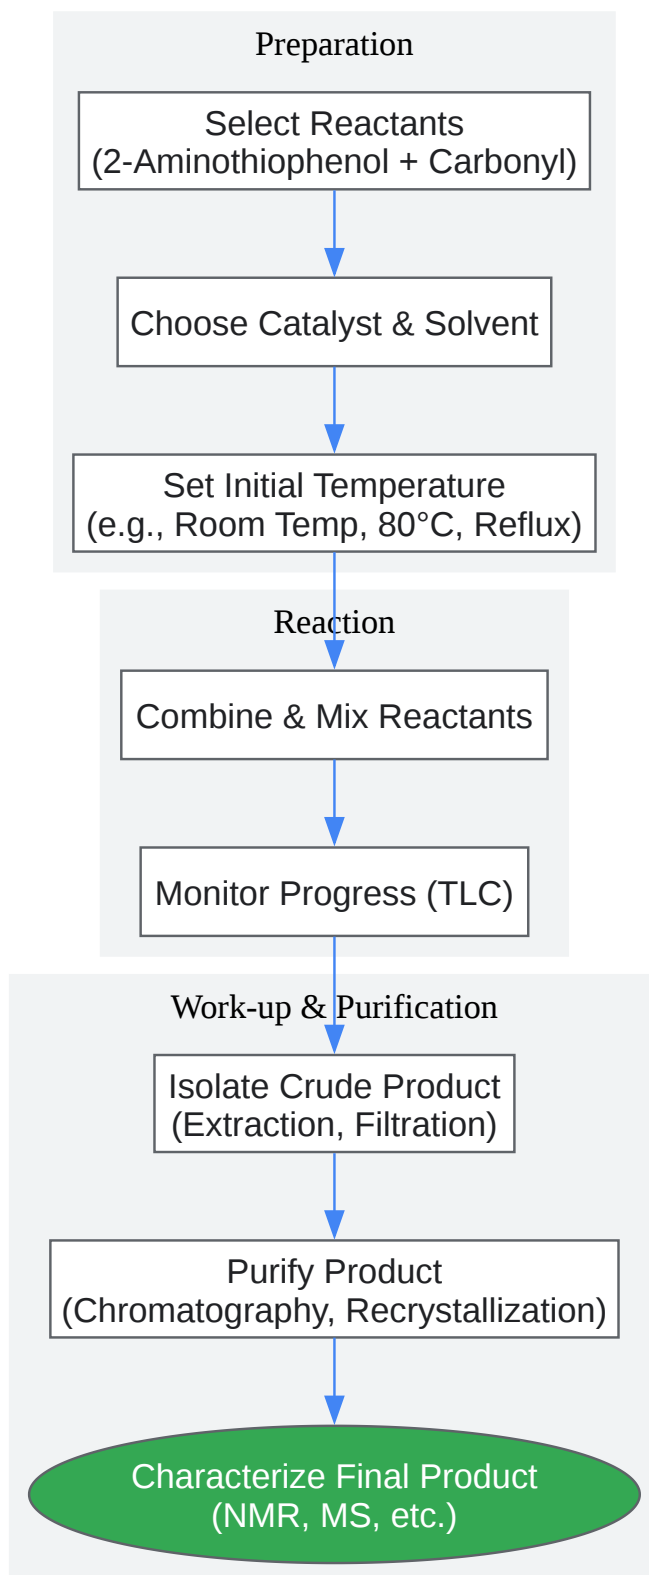 Preparation
Select Reactants
(2-Aminothiophenol + Carbonyl)
Choose Catalyst & Solvent
Set Initial Temperature
(e.g., Room Temp, 80°C, Reflux)
Reaction
Combine & Mix Reactants
Monitor Progress (TLC)
Work-up & Purification
Isolate Crude Product
(Extraction, Filtration)
Purify Product
(Chromatography, Recrystallization)
Characterize Final Product
(NMR, MS, etc.)